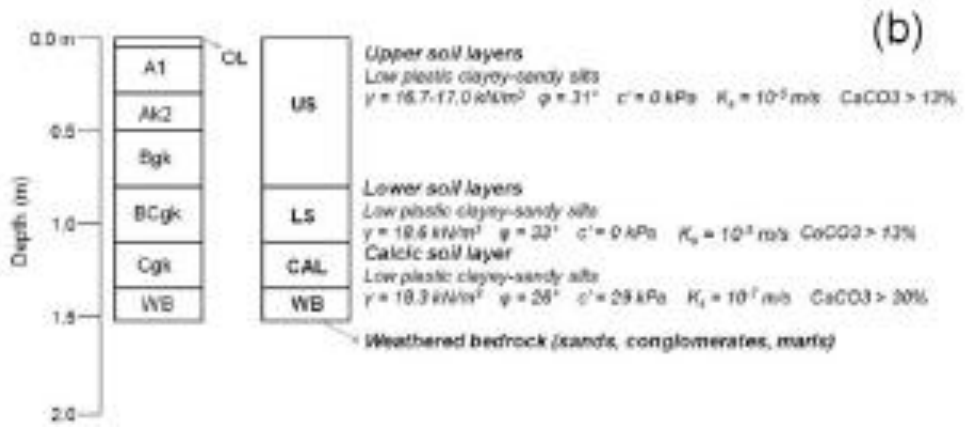 (b)
0.0 m
OL
A1
Ak2
0.5
Bgk
BCgk
1.0
Cgk
WB
1.5
2.0
Depth (m)
US
LS
CAL
WB
Upper soil layers
Low plastic clayey-sandy silts
γ = 16.7-17.0 kN/m³ φ = 31° c' = 0 kPa m/s CaCO3 > 13%
Lower soil layers
Low plastic clayey-sandy silts
γ = 18.6 kN/m³ φ = 33° c' = 0 kPa m/s CaCO3 > 13%
Calcic soil layer
Low plastic clayey-sandy silts
γ = 18.3 kN/m³ c' = 29 kPa m/s
Weathered bedrock (sands, conglomerates, marls)